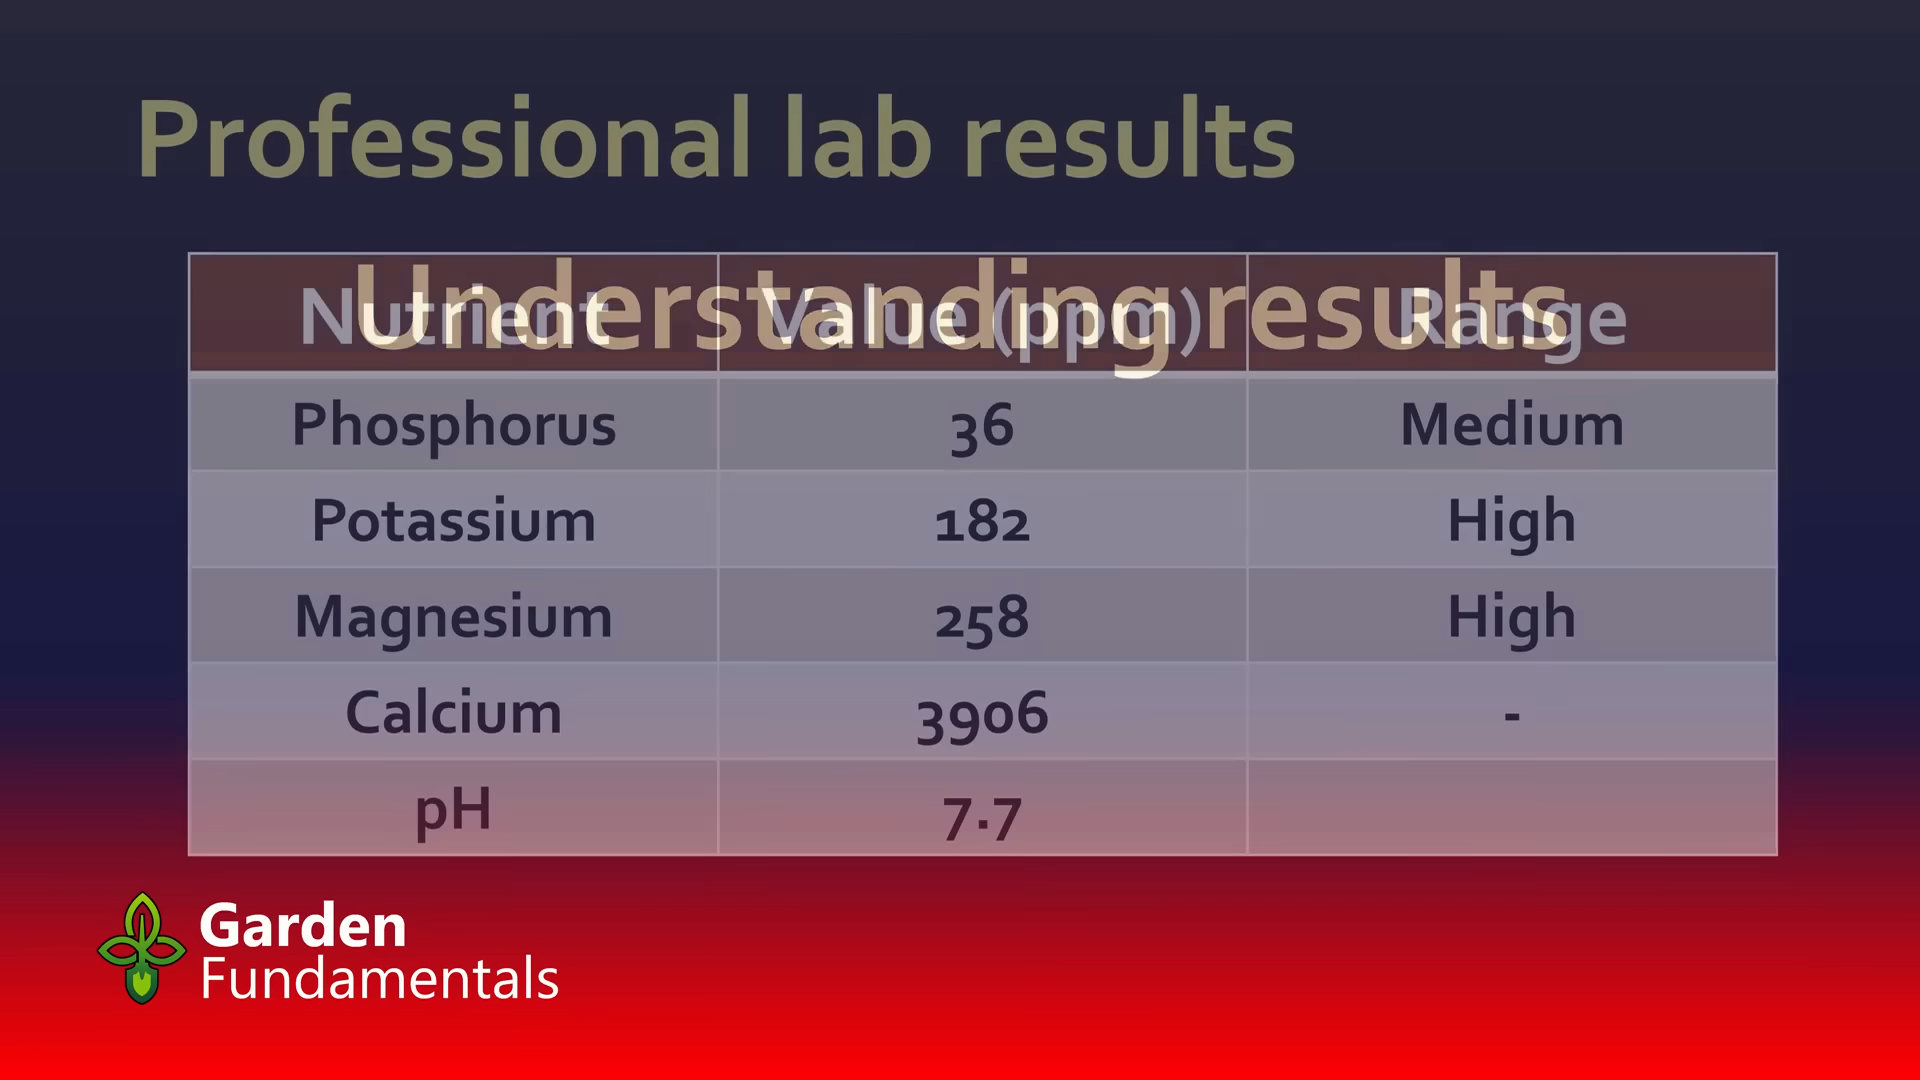 Professional lab results
Understanding results
Nutrient Value (ppm) Range
Phosphorus 36 Medium
Potassium 182 High
Magnesium 258 High
Calcium 3906 -
pH 7.7
Garden
Fundamentals